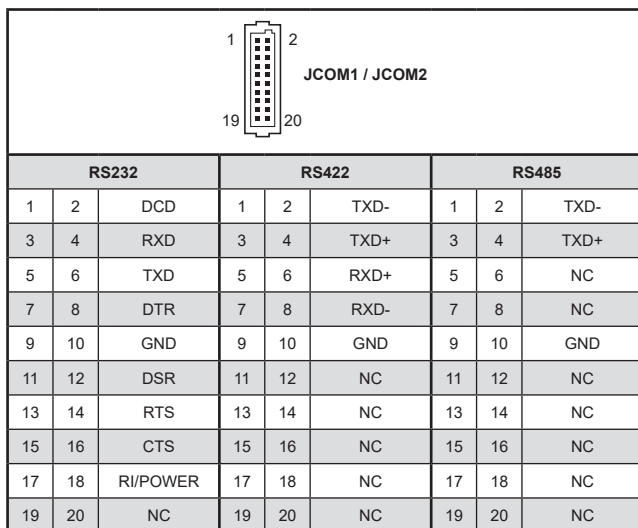 1 2
JCOM1 / JCOM2
19 20
RS232 RS422 RS485
1 2 DCD 1 2 TXD- 1 2 TXD-
3 4 RXD 3 4 TXD+ 3 4 TXD+
5 6 TXD 5 6 RXD+ 5 6 NC
7 8 DTR 7 8 RXD- 7 8 NC
9 10 GND 9 10 GND 9 10 GND
11 12 DSR 11 12 NC 11 12 NC
13 14 RTS 13 14 NC 13 14 NC
15 16 CTS 15 16 NC 15 16 NC
17 18 RI/POWER 17 18 NC 17 18 NC
19 20 NC 19 20 NC 19 20 NC